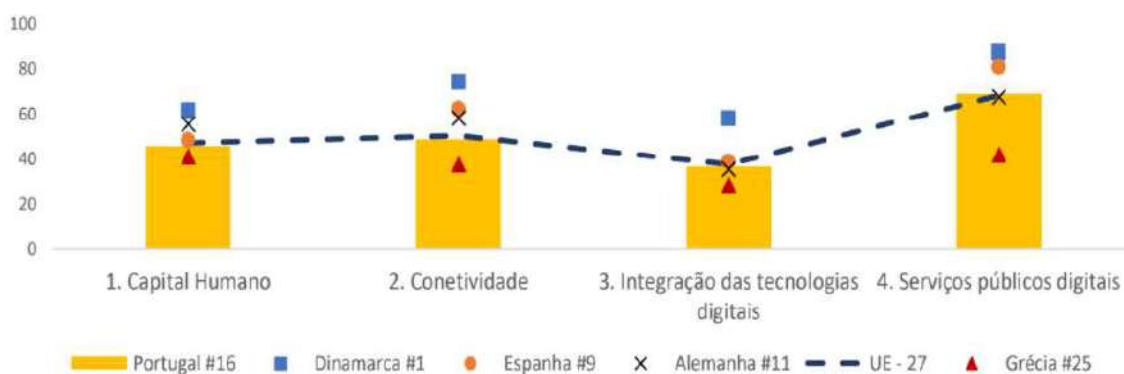 100
80
60
40
20
0
1. Capital Humano
2. Conetividade
3. Integração das tecnologias
digitais
4. Serviços públicos digitais
Portugal #16
Dinamarca #1
Espanha #9
Alemanha #11
UE - 27
Grécia #25